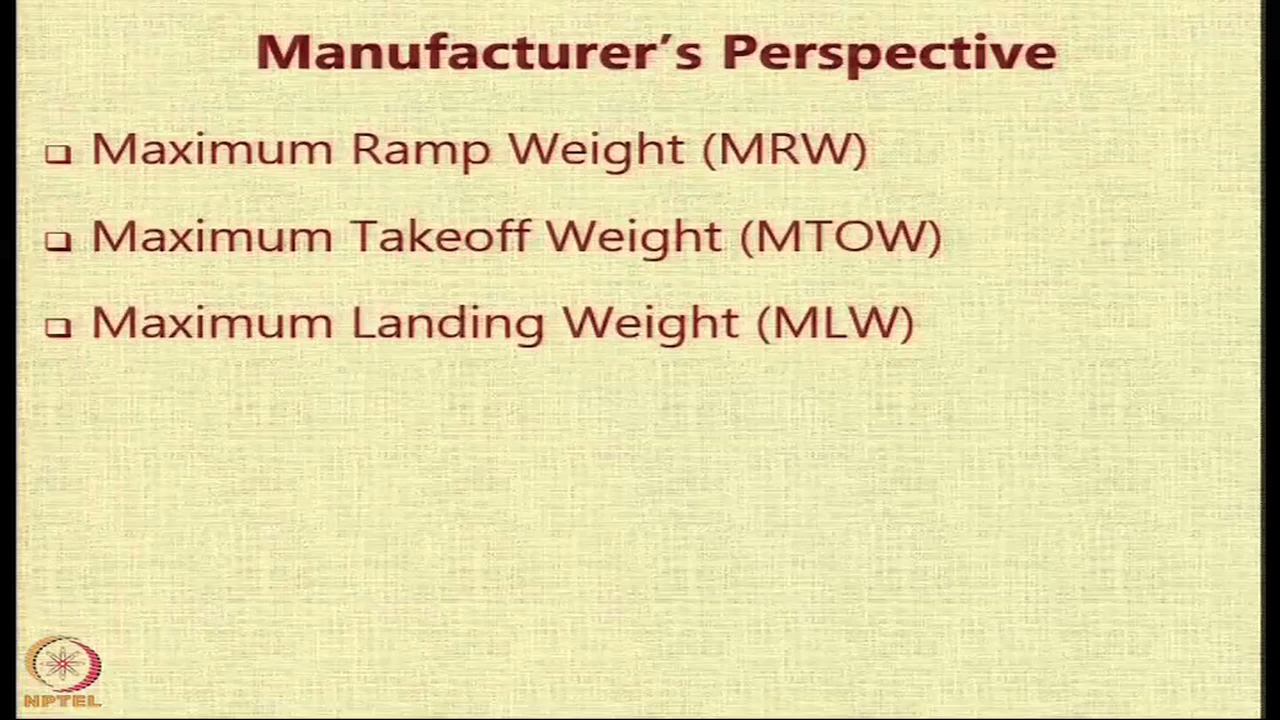 Manufacturer's Perspective
Maximum Ramp Weight (MRW)
Maximum Takeoff Weight (MTOW)
Maximum Landing Weight (MLW)
NPTEL